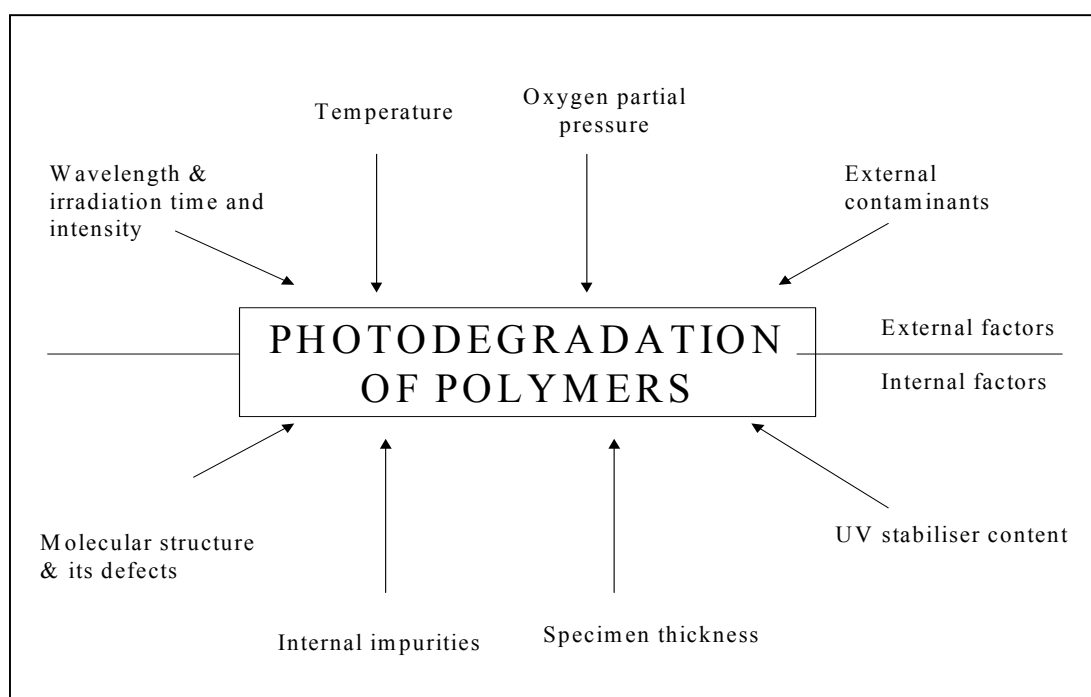 Temperature
Oxygen partial
pressure
Wavelength &
irradiation time and
intensity
External
contaminants
PHOTODEGRADATION
OF POLYMERS
External factors
Internal factors
Molecular structure
& its defects
Internal impurities
Specimen thickness
UV stabiliser content